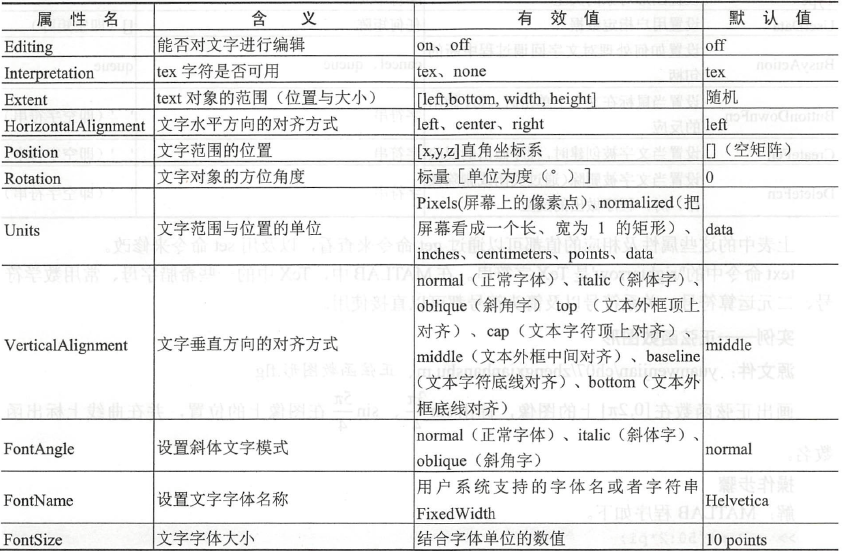 属 性 名 含 义 有 效 值 默 认 值
Editing 能否对文字进行编辑 on、off off
Interpretation tex 字符是否可用 tex、none tex
Extent text 对象的范围（位置与大小） [left,bottom, width, height] 随机
HorizontalAlignment 文字水平方向的对齐方式 left、center、right left
Position 文字范围的位置 [x,y,z]直角坐标系 []（空矩阵）
Rotation 文字对象的方位角度 标量［单位为度（°）］ 0
Pixels(屏幕上的像素点)、normalized（把
Units 文字范围与位置的单位 屏幕看成一个长、宽为 1 的矩形）、 data
inches、centimeters、points、data
normal（正常字体）、italic（斜体字）、
oblique（斜角字） top （文本外框顶上
对齐）、cap（文本字符顶上对齐）、
VerticalAlignment 文字垂直方向的对齐方式 middle（文本外框中间对齐）、baseline middle
（文本字符底线对齐）、bottom（文本外
框底线对齐）
FontAngle 设置斜体文字模式 normal（正常字体）、italic（斜体字）、 normal
oblique（斜角字）
FontName 设置文字字体名称 用户系统支持的字体名或者字符串 Helvetica
FixedWidth
FontSize 文字字体大小 结合字体单位的数值 10 points